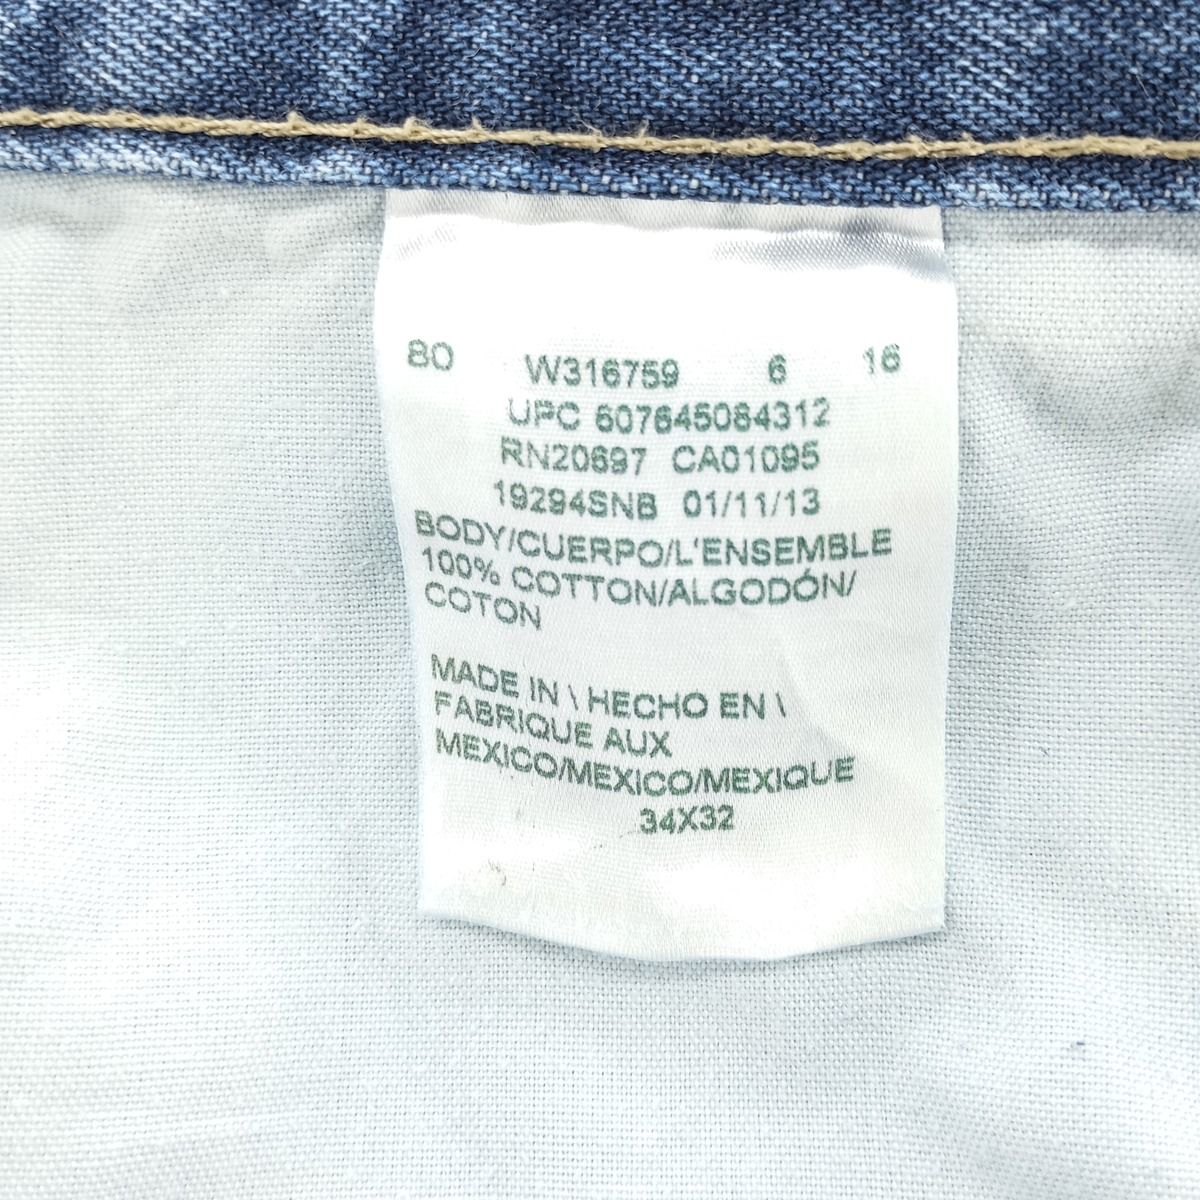 80 W316759 6 16
UPC 607645084312
RN20697 CA01095
19294SNB 01/11/13
BODY/CUERPO/L'ENSEMBLE
100% COTTON/ALGODÓN/
COTON
MADE IN \ HECHO EN \
FABRIQUE AUX
MEXICO/MEXICO/MEXIQUE
34X32